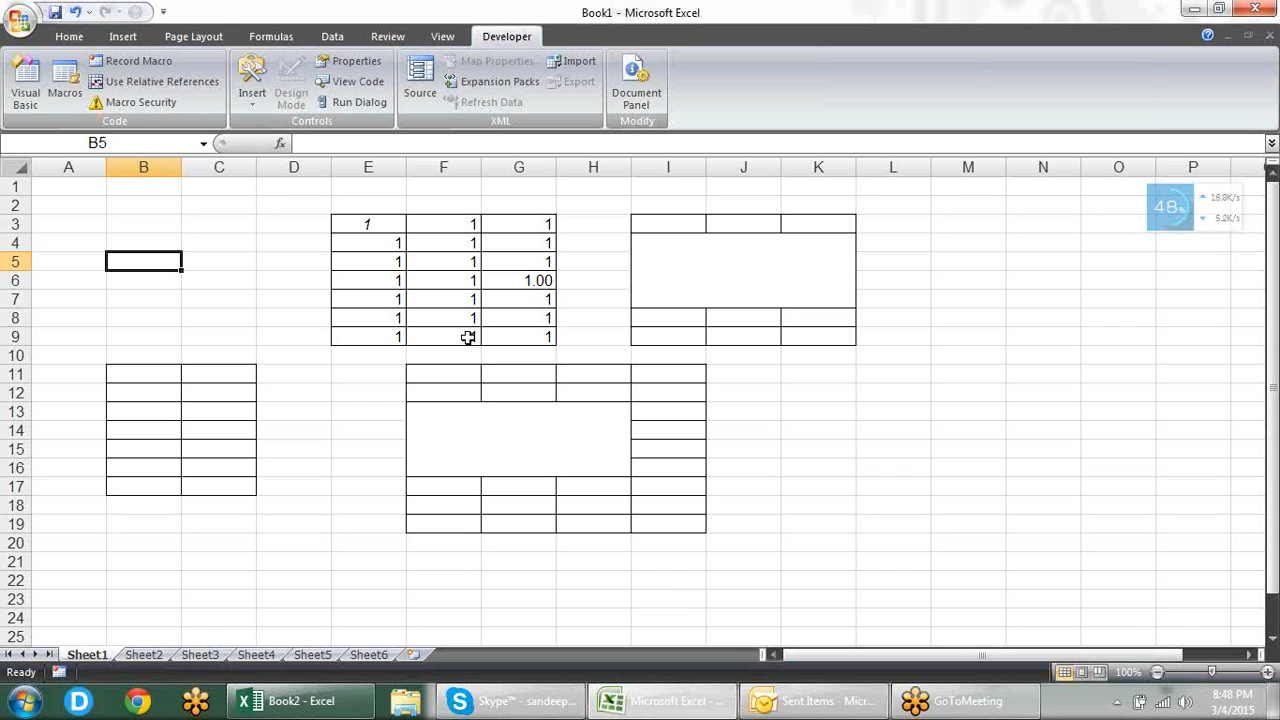 Book1 - Microsoft Excel
Home Insert Page Layout Formulas Data Review View Developer
Visual Basic
Macros
Record Macro
Use Relative References
Macro Security
Code
Insert
Design Mode
Properties
View Code
Run Dialog
Controls
Source
Map Properties
Expansion Packs
Refresh Data
Import
Export
XML
Document Panel
Modify
B5
fx
A B C D E F G H I J K L M N O P
1
2
3 1 1 1
4 1 1 1
5 1 1 1
6 1 1 1.00
7 1 1 1
8 1 1 1
9 1 1
10
11
12
13
14
15
16
17
18
19
20
21
22
23
24
25
48%
5.2K/s
Sheet1 Sheet2 Sheet3 Sheet4 Sheet5 Sheet6
Ready
100%
Book2 - Excel
Skype™ - sandeep...
Microsoft Excel - ...
Sent Items - Micr...
GoToMeeting
8:48 PM
3/4/2015